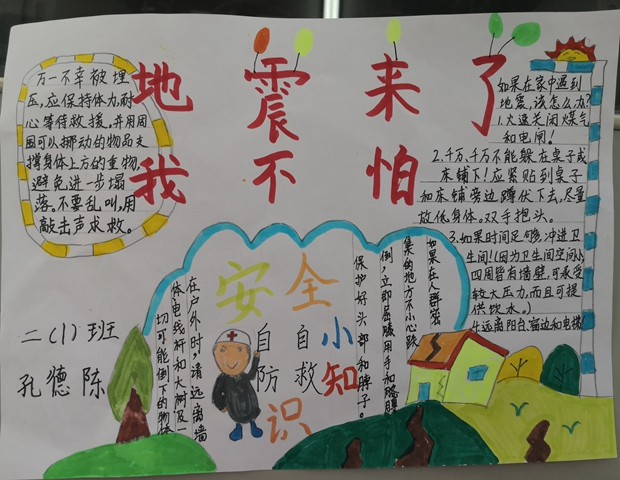 地震来了
我不怕
万一不幸被埋
压,应保持体力,耐
心等待救援。并用周
围可以挪动的物品支
撑身体上方的重物,
避免进一步塌
落。不要乱叫,用
敲击声求救。
如果在家中遇到
地震,该怎么办?
1.火速关闭煤气
和电闸!
2.千万、千万不能躲在桌子或
床铺下!应紧贴到桌子
和床铺旁边,蹲伏下去,尽量
放低身体。双手抱头。
3.如果时间足够,冲进卫
生间!(因为卫生间空间小,
四周皆有墙壁,可承受
较大压力,而且可提
供饮水。)
4.远离阳台,窗边和电梯
安全小知识
自防
自救
如果在人群密
集的地方不小心跌
倒,立即屈膝用手和胳膊
保护好头部和脖子。
在户外时,请远离墙
体电线杆和大树及一
切可能倒下的物体
二(1)班
孔德陈